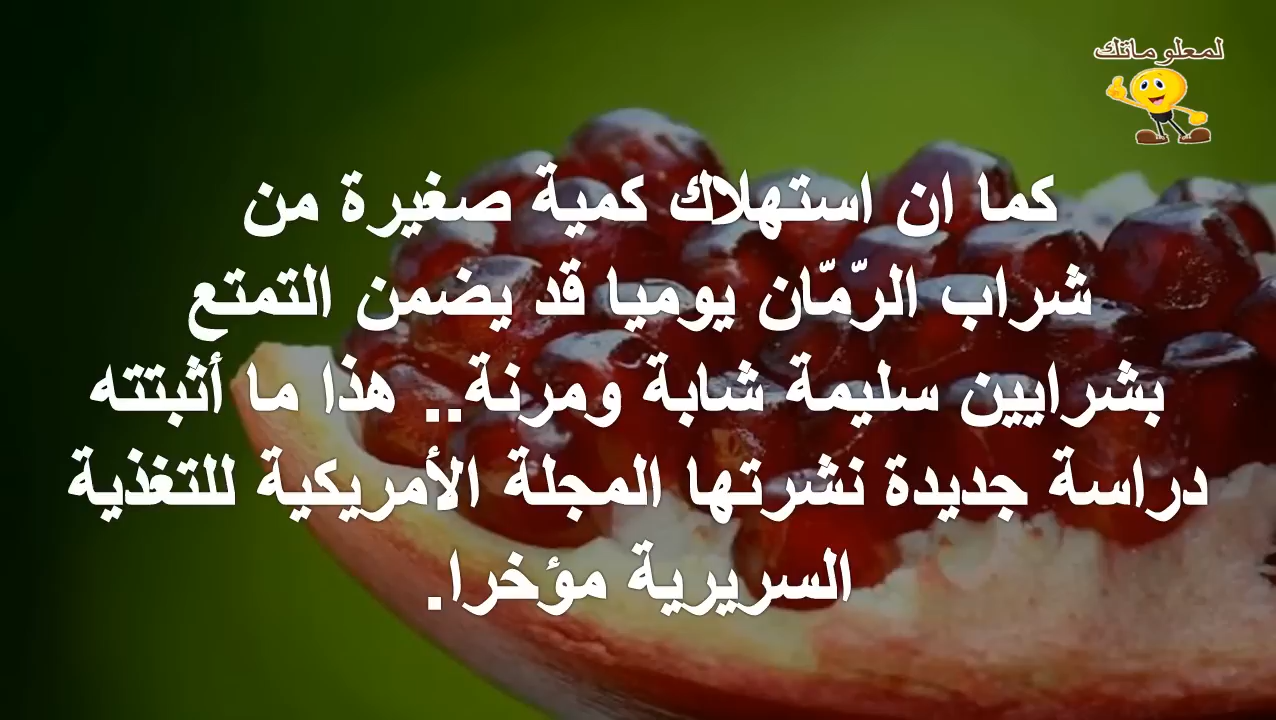 لمعلوماتك
كما ان استهلاك كمية صغيرة من
شراب الرّمّان يوميا قد يضمن التمتع
بشرايين سليمة شابة ومرنة.. هذا ما أثبتته
دراسة جديدة نشرتها المجلة الأمريكية للتغذية
السريرية مؤخرا.